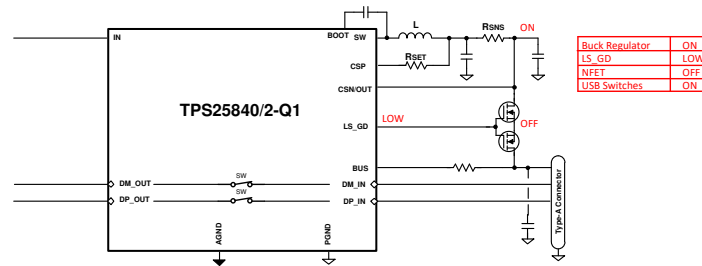 IN
BOOT SW
L
RSNS
ON
RSET
CSP
CSN/OUT
TPS25840/2-Q1
LS_GD
LOW
OFF
BUS
SW
DM_OUT
DM_IN
SW
DP_OUT
DP_IN
AGND
PGND
Type-A Connector
Buck Regulator ON
LS_GD LOW
NFET OFF
USB Switches ON